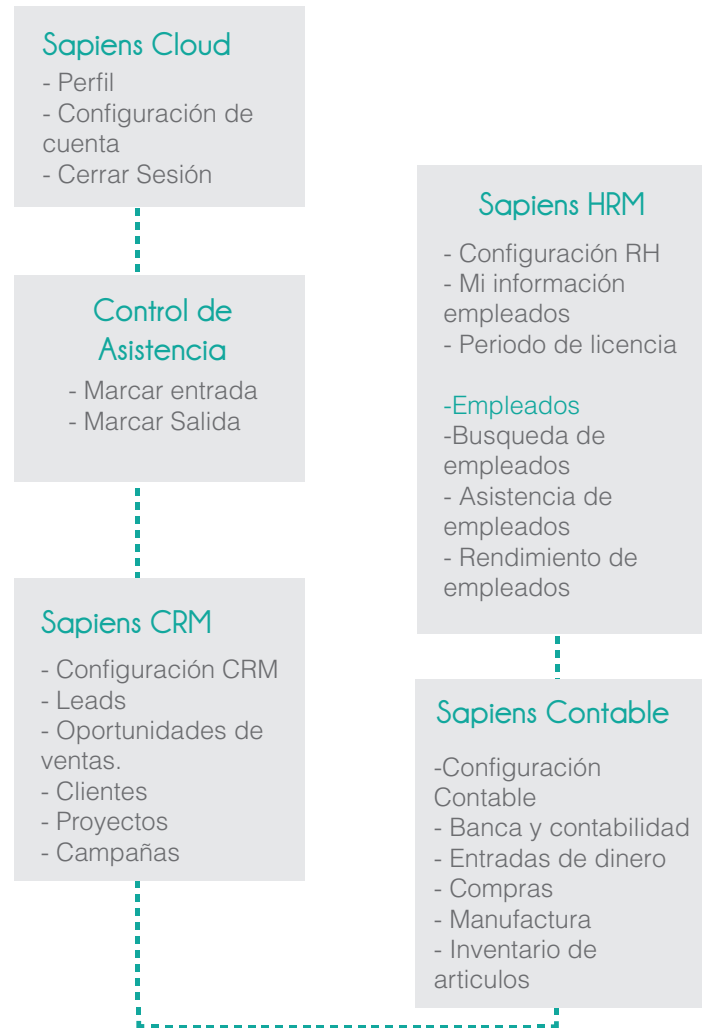 Sapiens Cloud
- Perfil
- Configuración de
cuenta
- Cerrar Sesión
Control de
Asistencia
- Marcar entrada
- Marcar Salida
Sapiens CRM
- Configuración CRM
- Leads
- Oportunidades de
ventas.
- Clientes
- Proyectos
- Campañas
Sapiens HRM
- Configuración RH
- Mi información
empleados
- Periodo de licencia
-Empleados
-Busqueda de
empleados
- Asistencia de
empleados
- Rendimiento de
empleados
Sapiens Contable
-Configuración
Contable
- Banca y contabilidad
- Entradas de dinero
- Compras
- Manufactura
- Inventario de
articulos